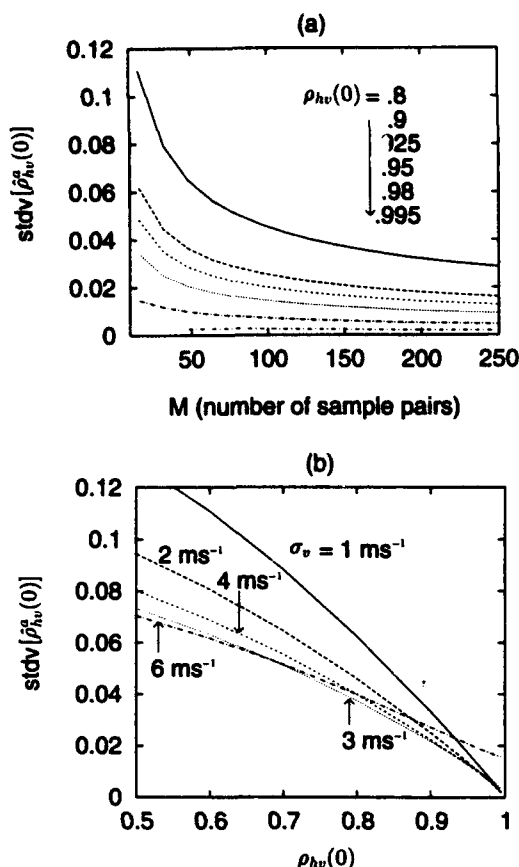 (a)
0.12
0.1
0.08
0.06
0.04
0.02
0
50
100
150
200
250
stdv[ρ̂ᵃₕᵥ(0)]
ρₕᵥ(0) = .8
.9
.925
.95
.98
.995
M (number of sample pairs)
(b)
0.12
0.1
0.08
0.06
0.04
0.02
0
0.5
0.6
0.7
0.8
0.9
1
stdv[ρ̂ᵃₕᵥ(0)]
σᵥ = 1 ms⁻¹
2 ms⁻¹
4 ms⁻¹
6 ms⁻¹
3 ms⁻¹
ρₕᵥ(0)